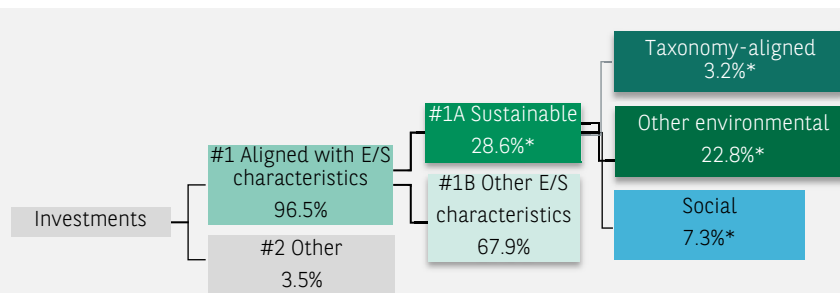 Investments
#1 Aligned with E/S
characteristics
96.5%
#2 Other
3.5%
#1A Sustainable
28.6%*
#1B Other E/S
characteristics
67.9%
Taxonomy-aligned
3.2%*
Other environmental
22.8%*
Social
7.3%*